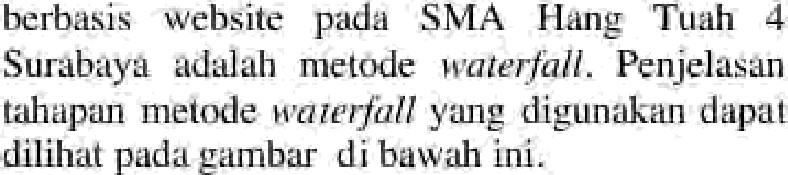 berbasis website pada SMA Hang Tuah 4
Surabaya adalah metode waterfall. Penjelasan
tahapan metode waterfall yang digunakan dapat
dilihat pada gambar di bawah ini.